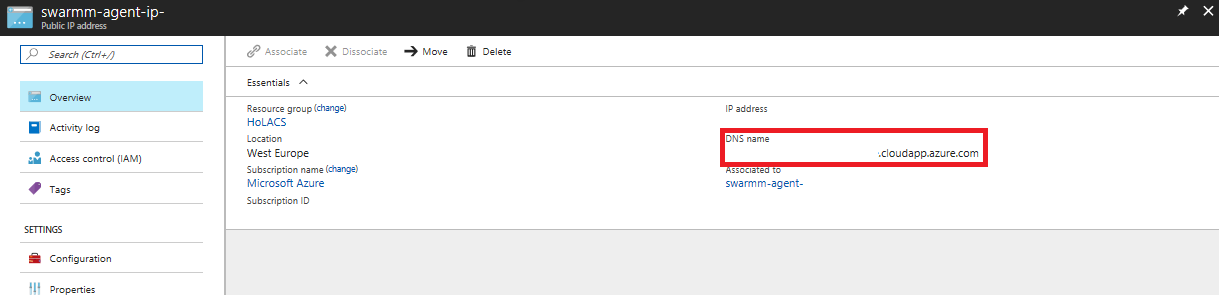 swarmm-agent-ip-
Public IP address
Search (Ctrl+/)
Overview
Activity log
Access control (IAM)
Tags
SETTINGS
Configuration
Properties
Associate
Dissociate
Move
Delete
Essentials
Resource group (change)
HoLACS
Location
West Europe
Subscription name (change)
Microsoft Azure
Subscription ID
IP address
DNS name
.cloudapp.azure.com
Associated to
swarmm-agent-